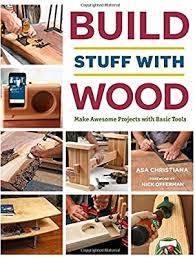 BUILD
STUFF WITH
WOOD
Make Awesome Projects with Basic Tools
ASA CHRISTIANA
FOREWORD BY
NICK OFFERMAN